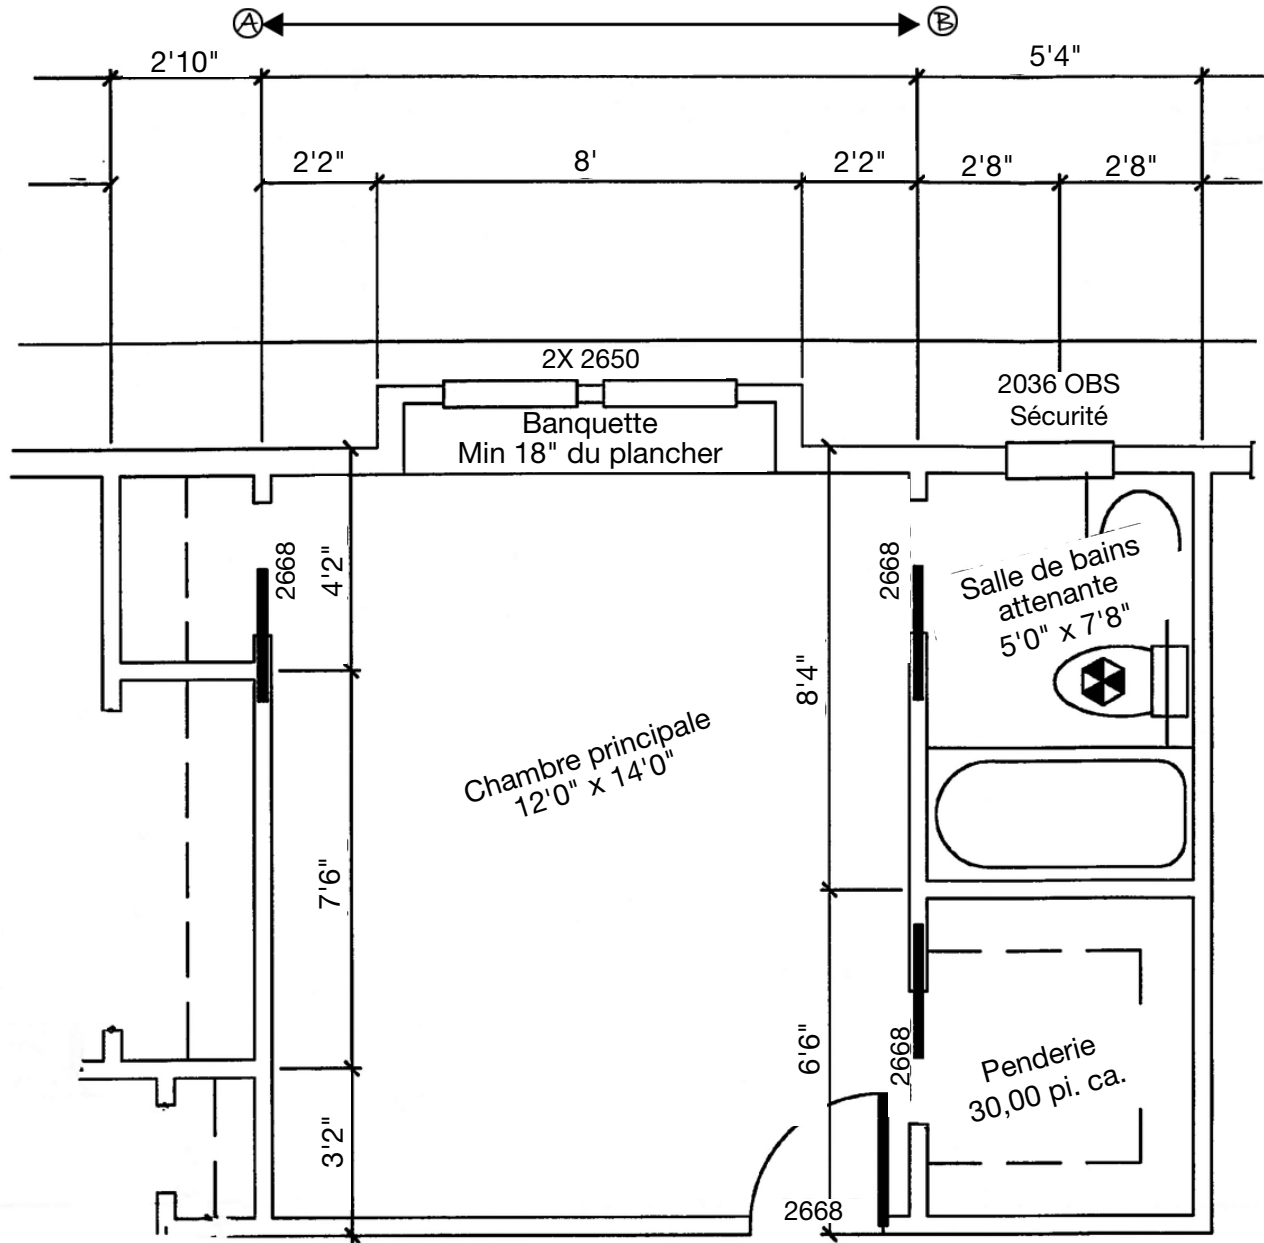 A B
2'10" 5'4"
2'2" 8' 2'2" 2'8" 2'8"
2X 2650
2036 OBS
Sécurité
Banquette
Min 18" du plancher
2668
4'2"
2668
Salle de bains
attenante
5'0" x 7'8"
8'4"
Chambre principale
12'0" x 14'0"
7'6"
6'6"
2668
Penderie
30,00 pi. ca.
3'2"
2668